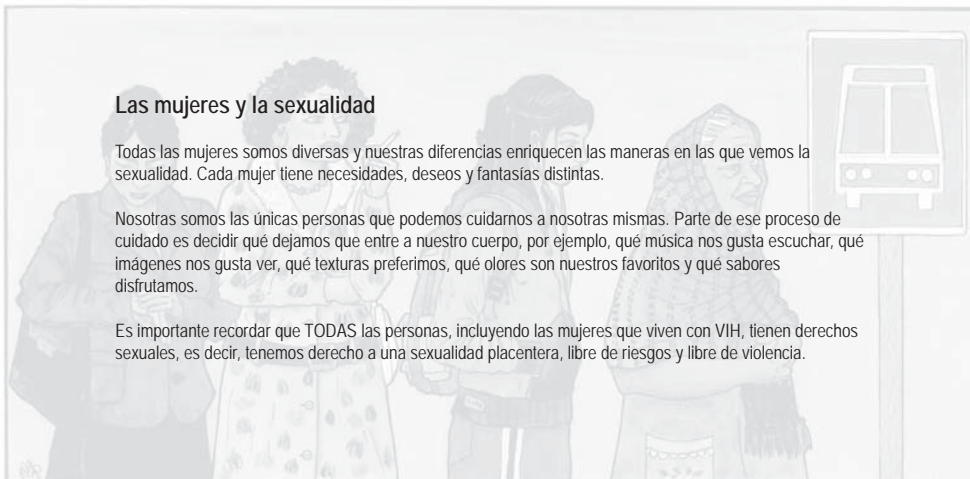 Las mujeres y la sexualidad
Todas las mujeres somos diversas y nuestras diferencias enriquecen las maneras en las que vemos la
sexualidad. Cada mujer tiene necesidades, deseos y fantasías distintas.
Nosotras somos las únicas personas que podemos cuidarnos a nosotras mismas. Parte de ese proceso de
cuidado es decidir qué dejamos que entre a nuestro cuerpo, por ejemplo, qué música nos gusta escuchar, qué
imágenes nos gusta ver, qué texturas preferimos, qué olores son nuestros favoritos y qué sabores
disfrutamos.
Es importante recordar que TODAS las personas, incluyendo las mujeres que viven con VIH, tienen derechos
sexuales, es decir, tenemos derecho a una sexualidad placentera, libre de riesgos y libre de violencia.